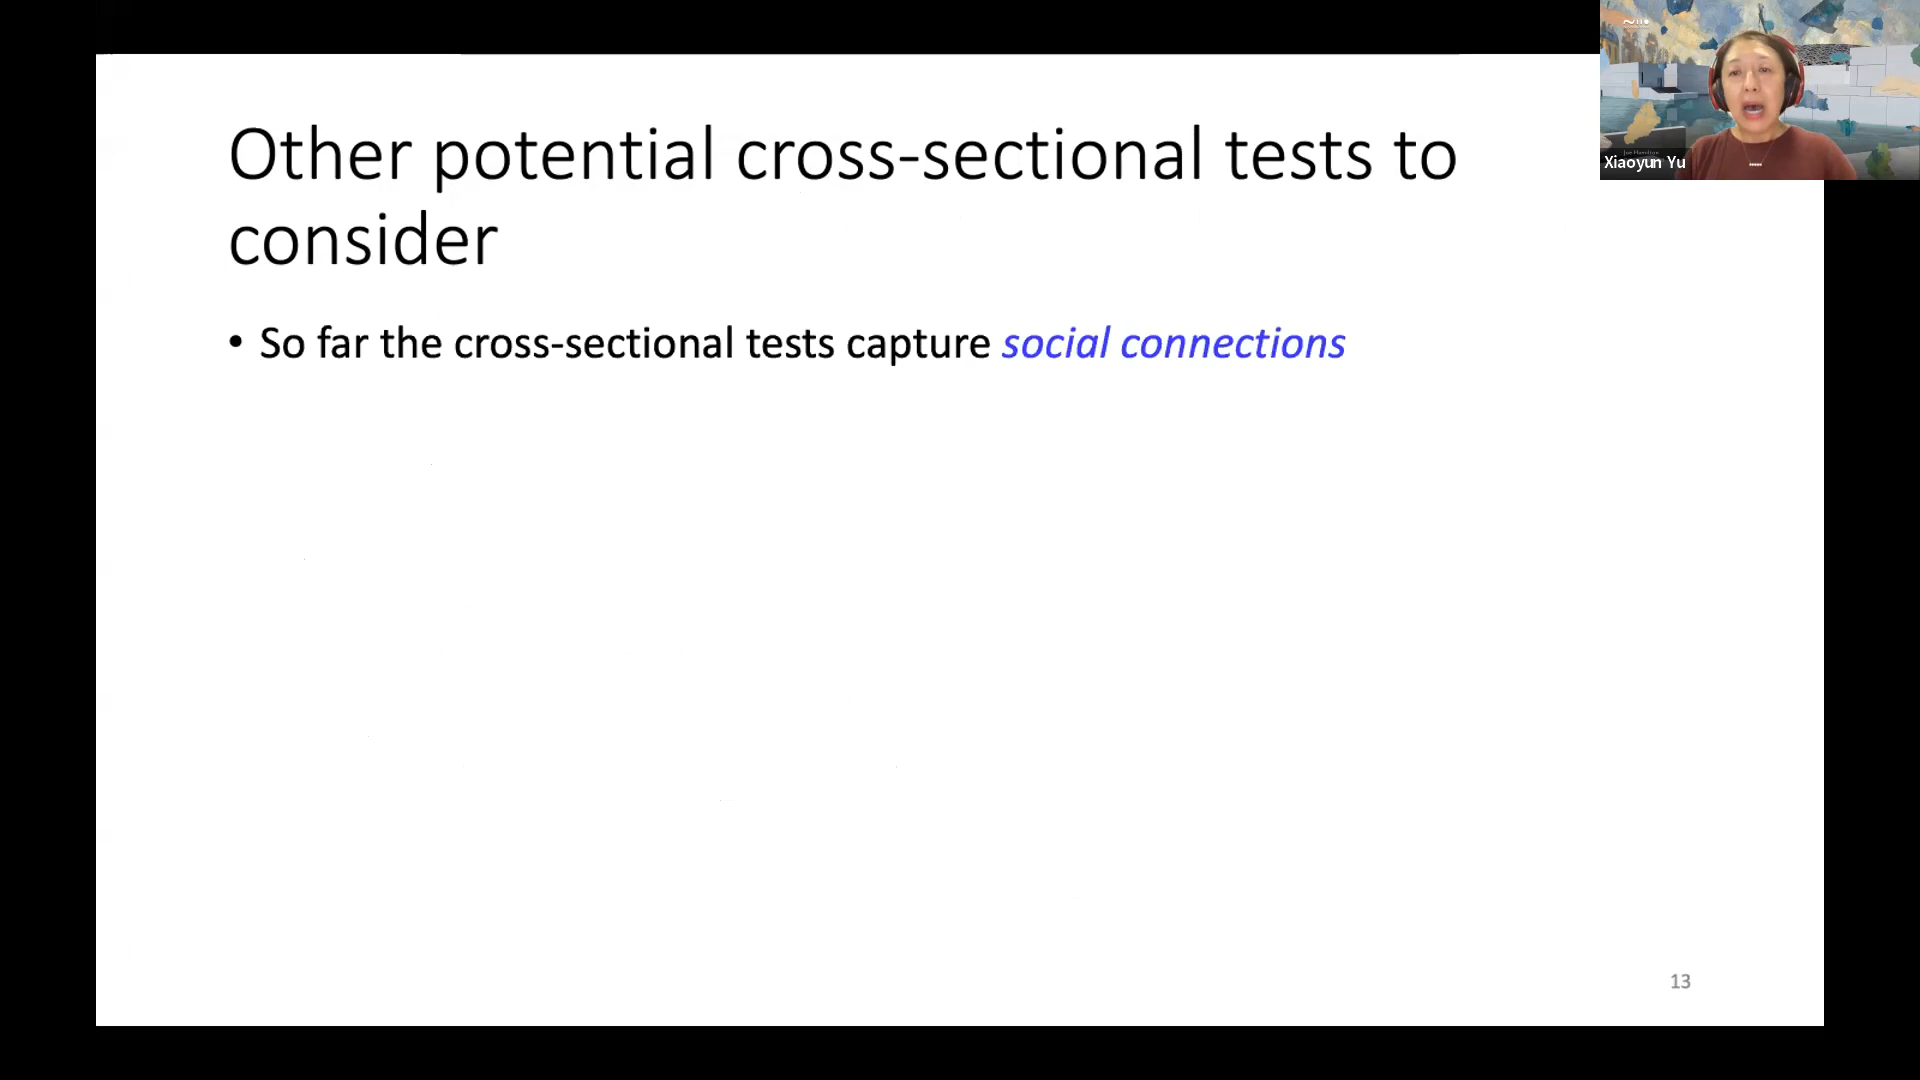 Other potential cross-sectional tests to
consider
• So far the cross-sectional tests capture social connections
13
Xiaoyun Yu